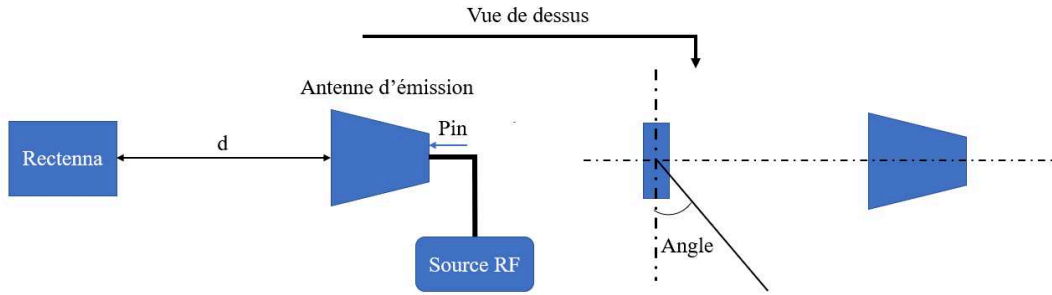 Vue de dessus
Antenne d'émission
Pin
Rectenna
d
Angle
Source RF